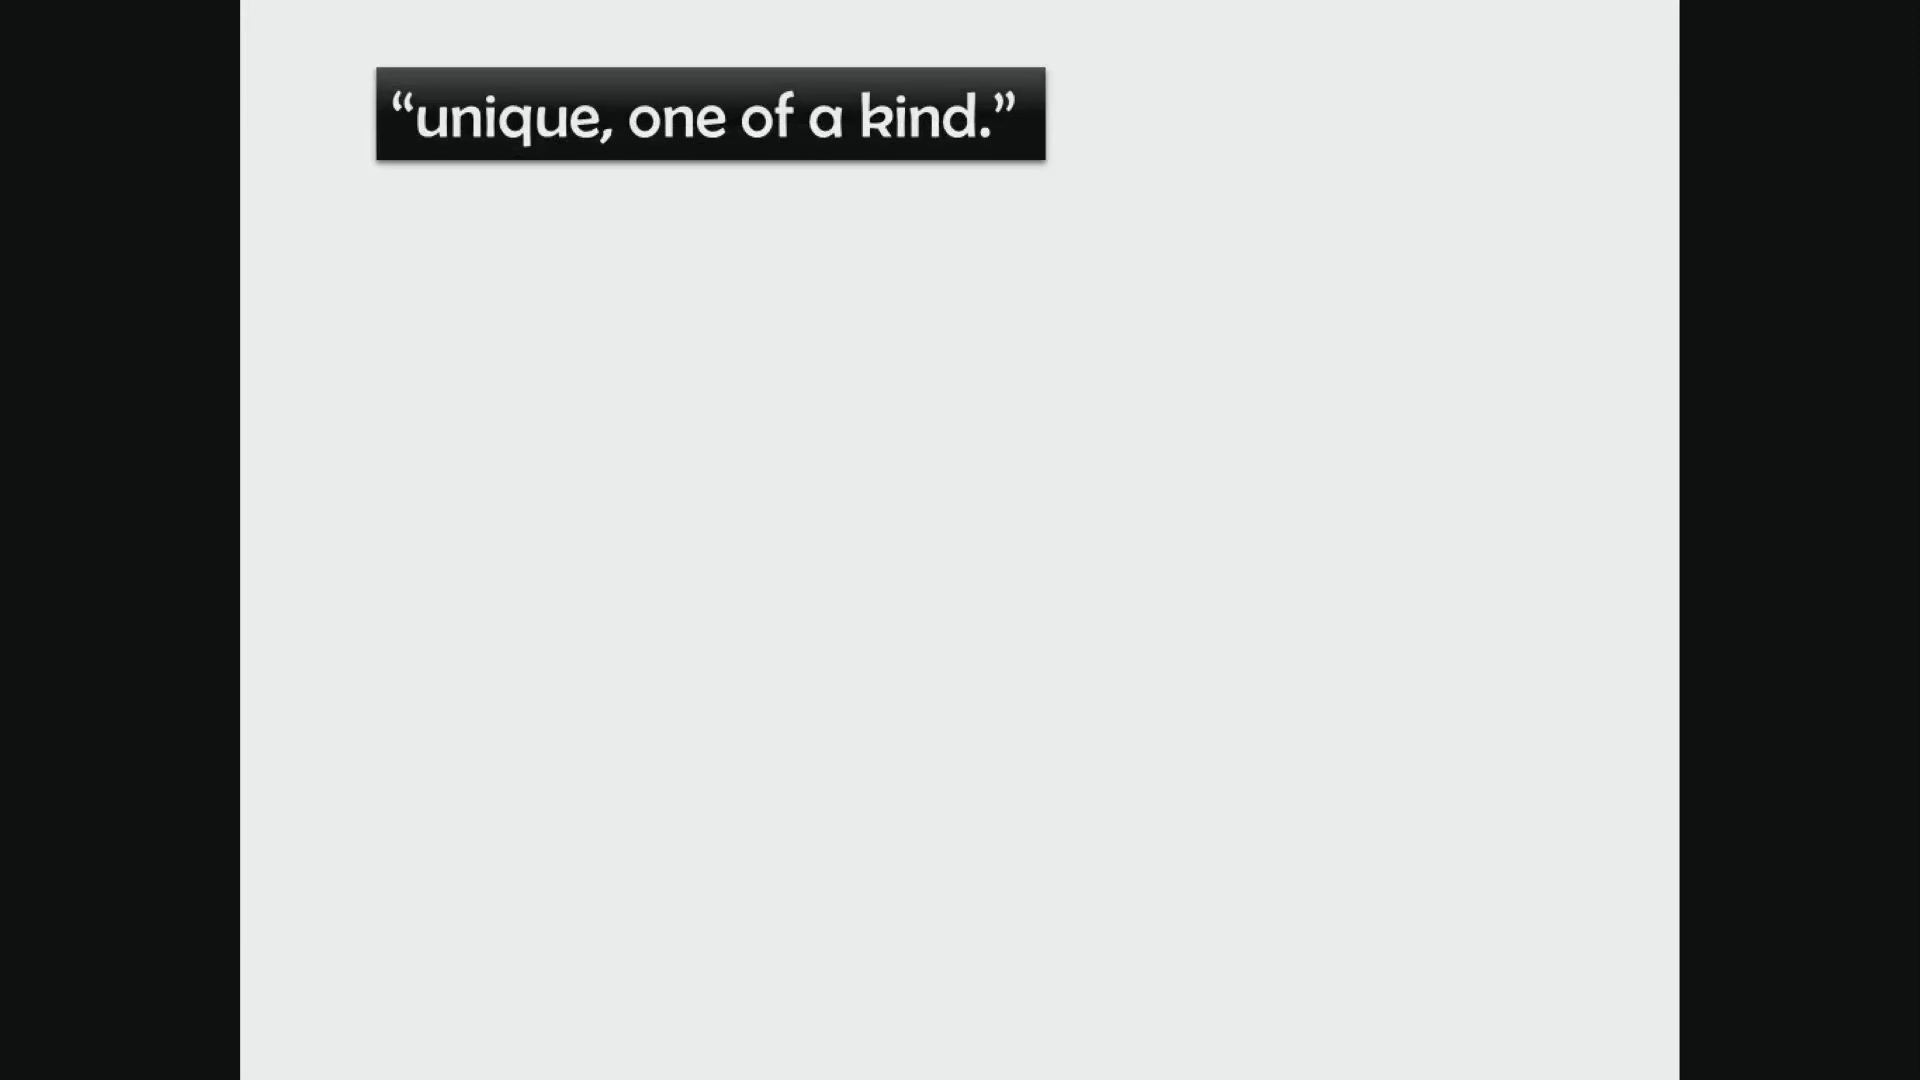 “unique, one of a kind.”